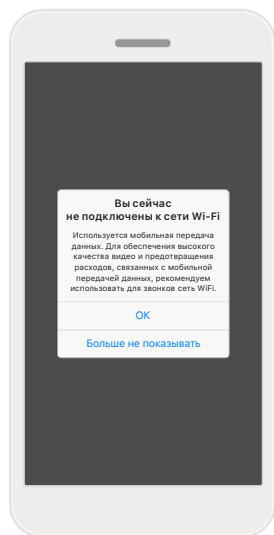 Вы сейчас
не подключены к сети Wi-Fi
Используется мобильная передача
данных. Для обеспечения высокого
качества видео и предотвращения
расходов, связанных с мобильной
передачей данных, рекомендуем
использовать для звонков сеть WiFi.
OK
Больше не показывать